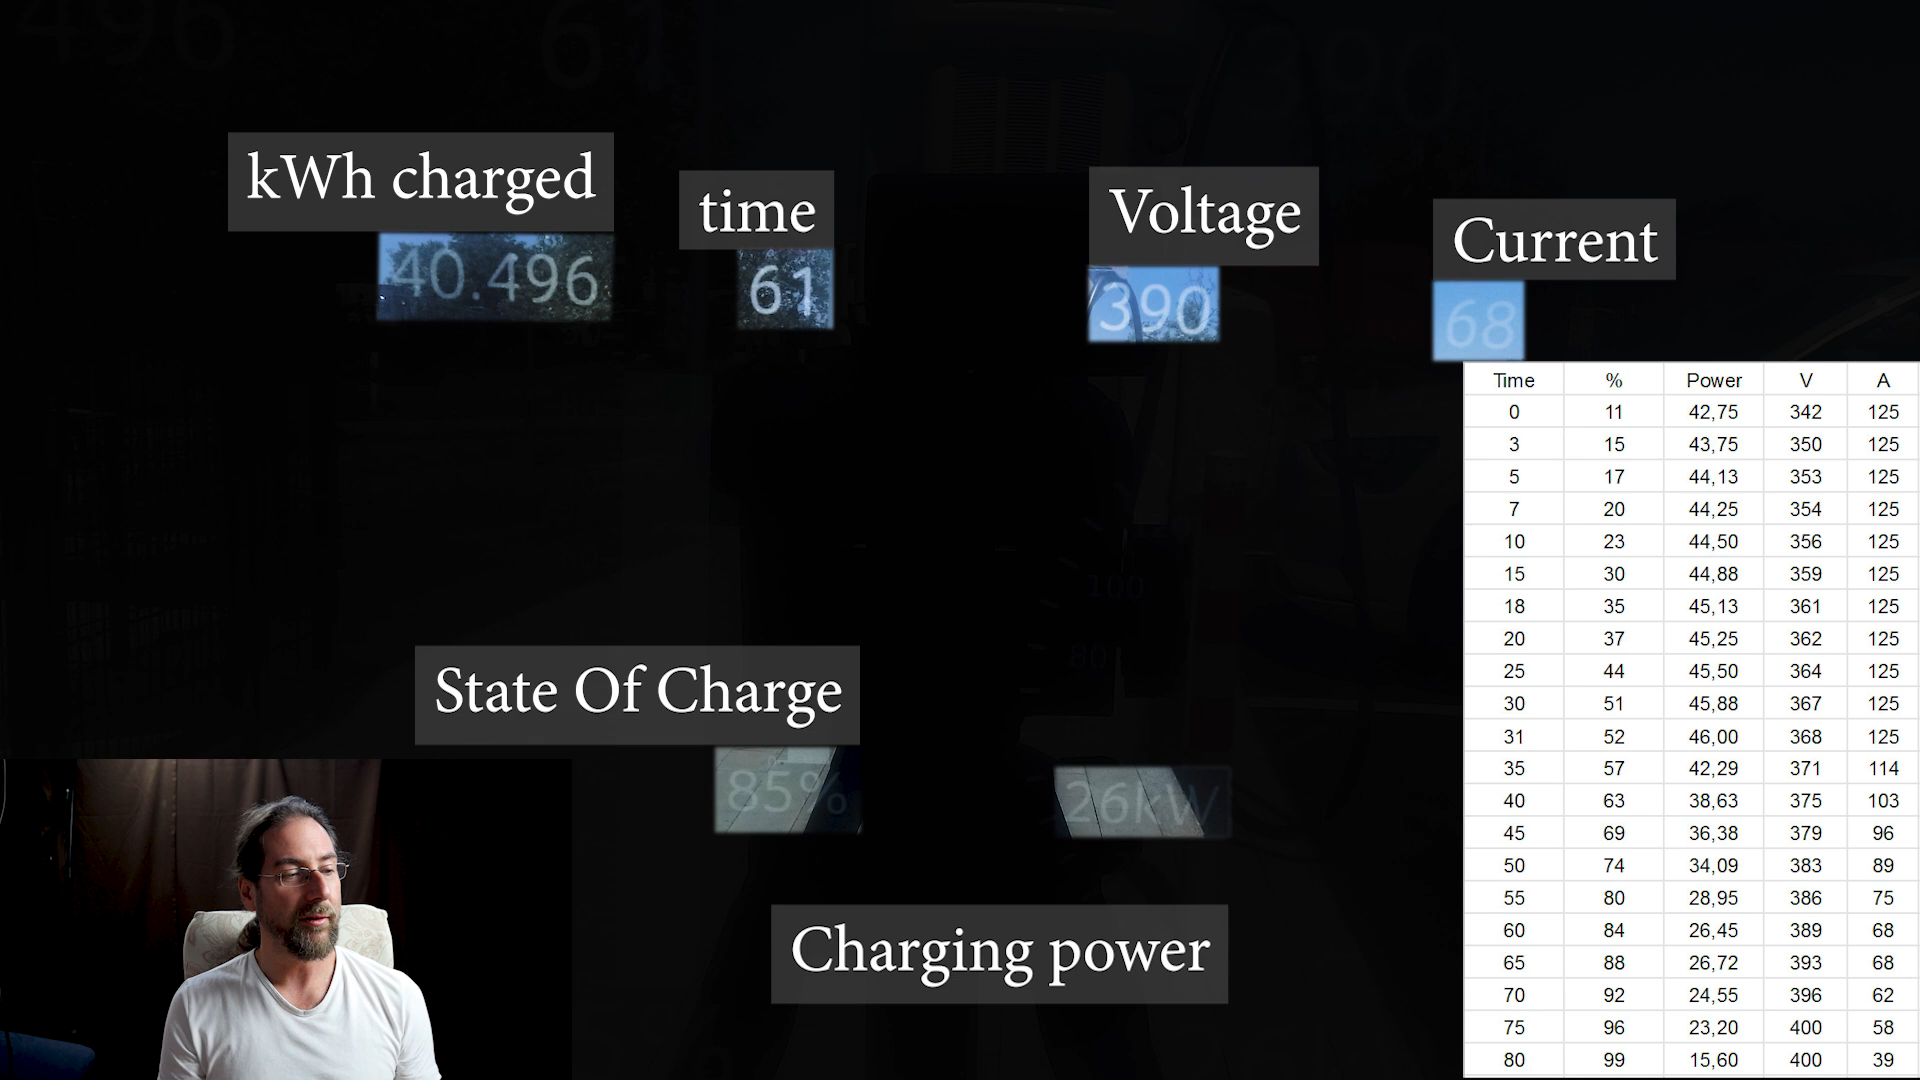 496 61 390
kWh charged
time
Voltage
Current
40.496
61
390
68
Time % Power V A
0 11 42,75 342 125
3 15 43,75 350 125
5 17 44,13 353 125
7 20 44,25 354 125
10 23 44,50 356 125
15 30 44,88 359 125
18 35 45,13 361 125
20 37 45,25 362 125
25 44 45,50 364 125
30 51 45,88 367 125
31 52 46,00 368 125
35 57 42,29 371 114
40 63 38,63 375 103
45 69 36,38 379 96
50 74 34,09 383 89
55 80 28,95 386 75
60 84 26,45 389 68
65 88 26,72 393 68
70 92 24,55 396 62
75 96 23,20 400 58
80 99 15,60 400 39
100
80
State Of Charge
85%
26kW
Charging power